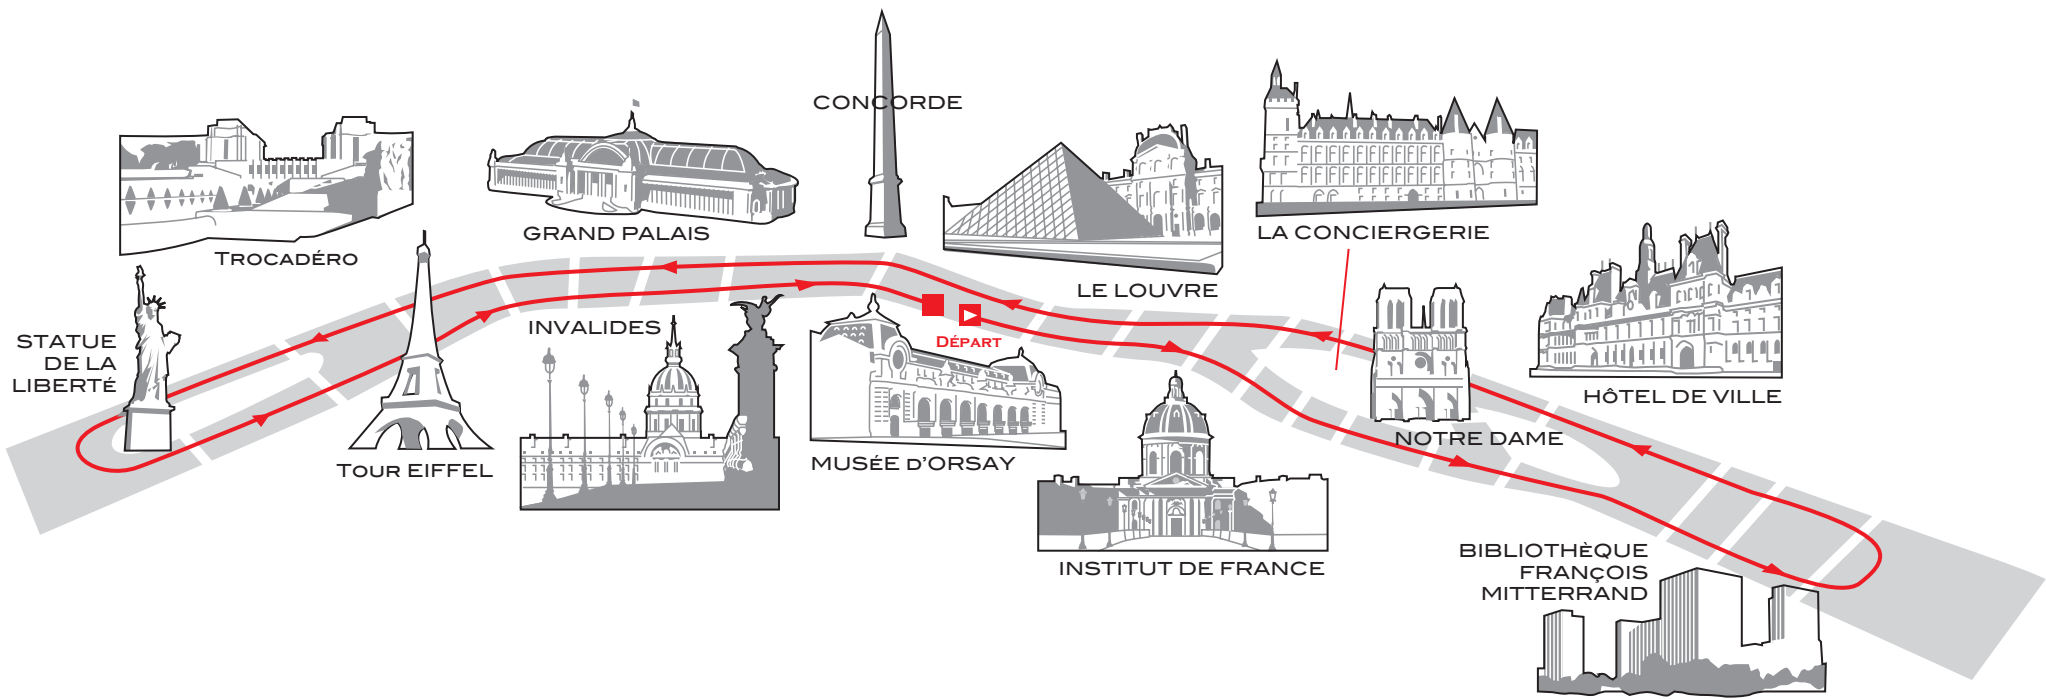 CONCORDE
TROCADÉRO
GRAND PALAIS
LA CONCIERGERIE
LE LOUVRE
STATUE
DE LA
LIBERTÉ
INVALIDES
DÉPART
HÔTEL DE VILLE
TOUR EIFFEL
MUSÉE D'ORSAY
NOTRE DAME
INSTITUT DE FRANCE
BIBLIOTHÈQUE
FRANÇOIS
MITTERRAND